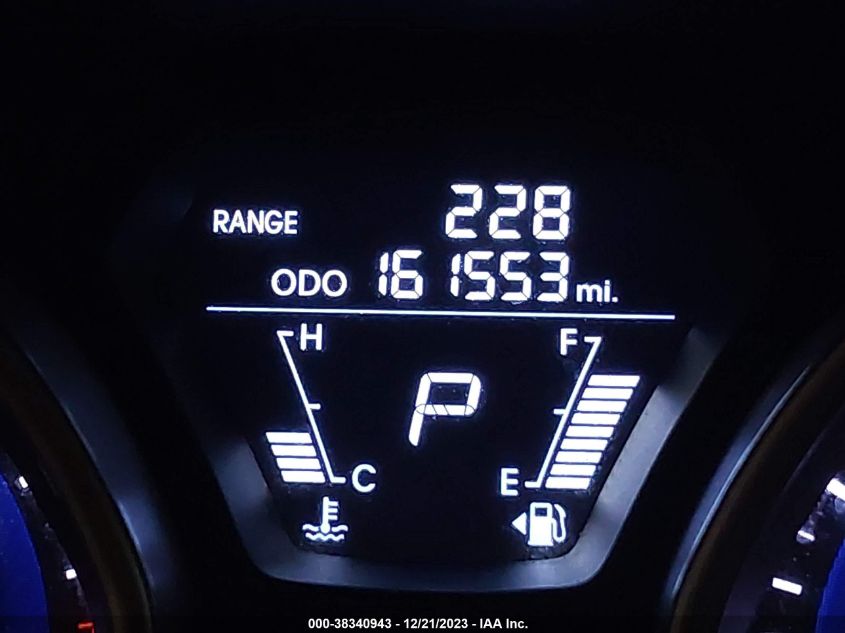 RANGE 228
ODO 161553 mi.
H F
P
C E
000-38340943 - 12/21/2023 - IAA Inc.